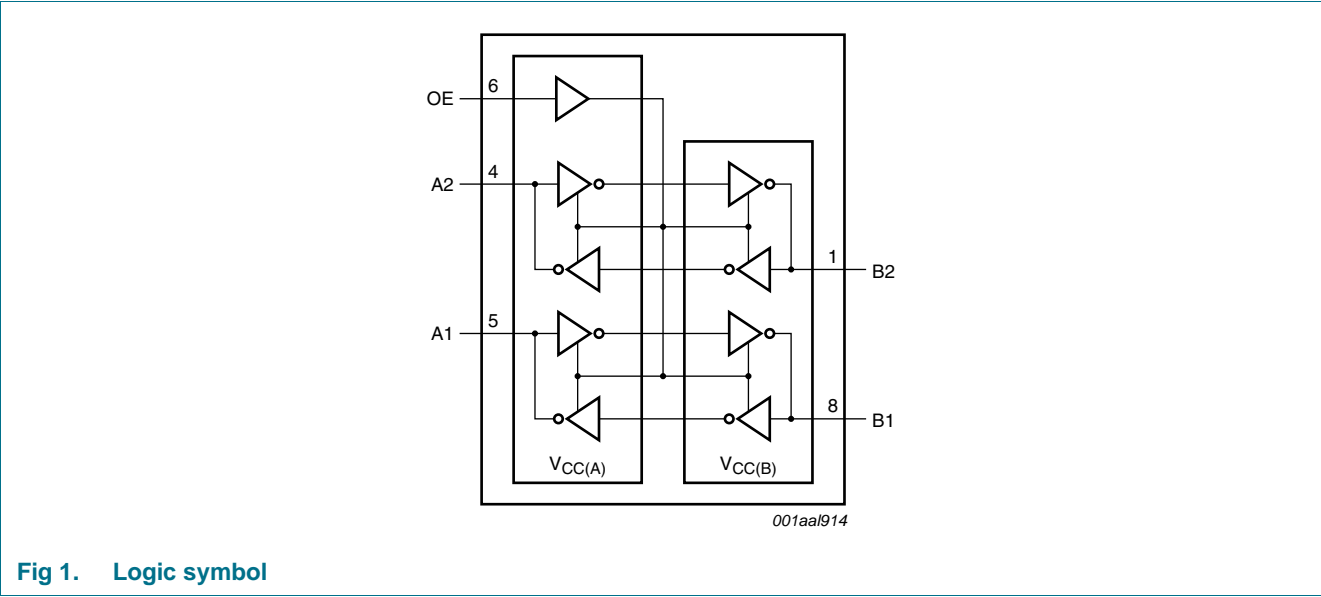 OE
6
A2
4
1
B2
A1
5
8
B1
VCC(A)
VCC(B)
001aal914
Fig 1. Logic symbol